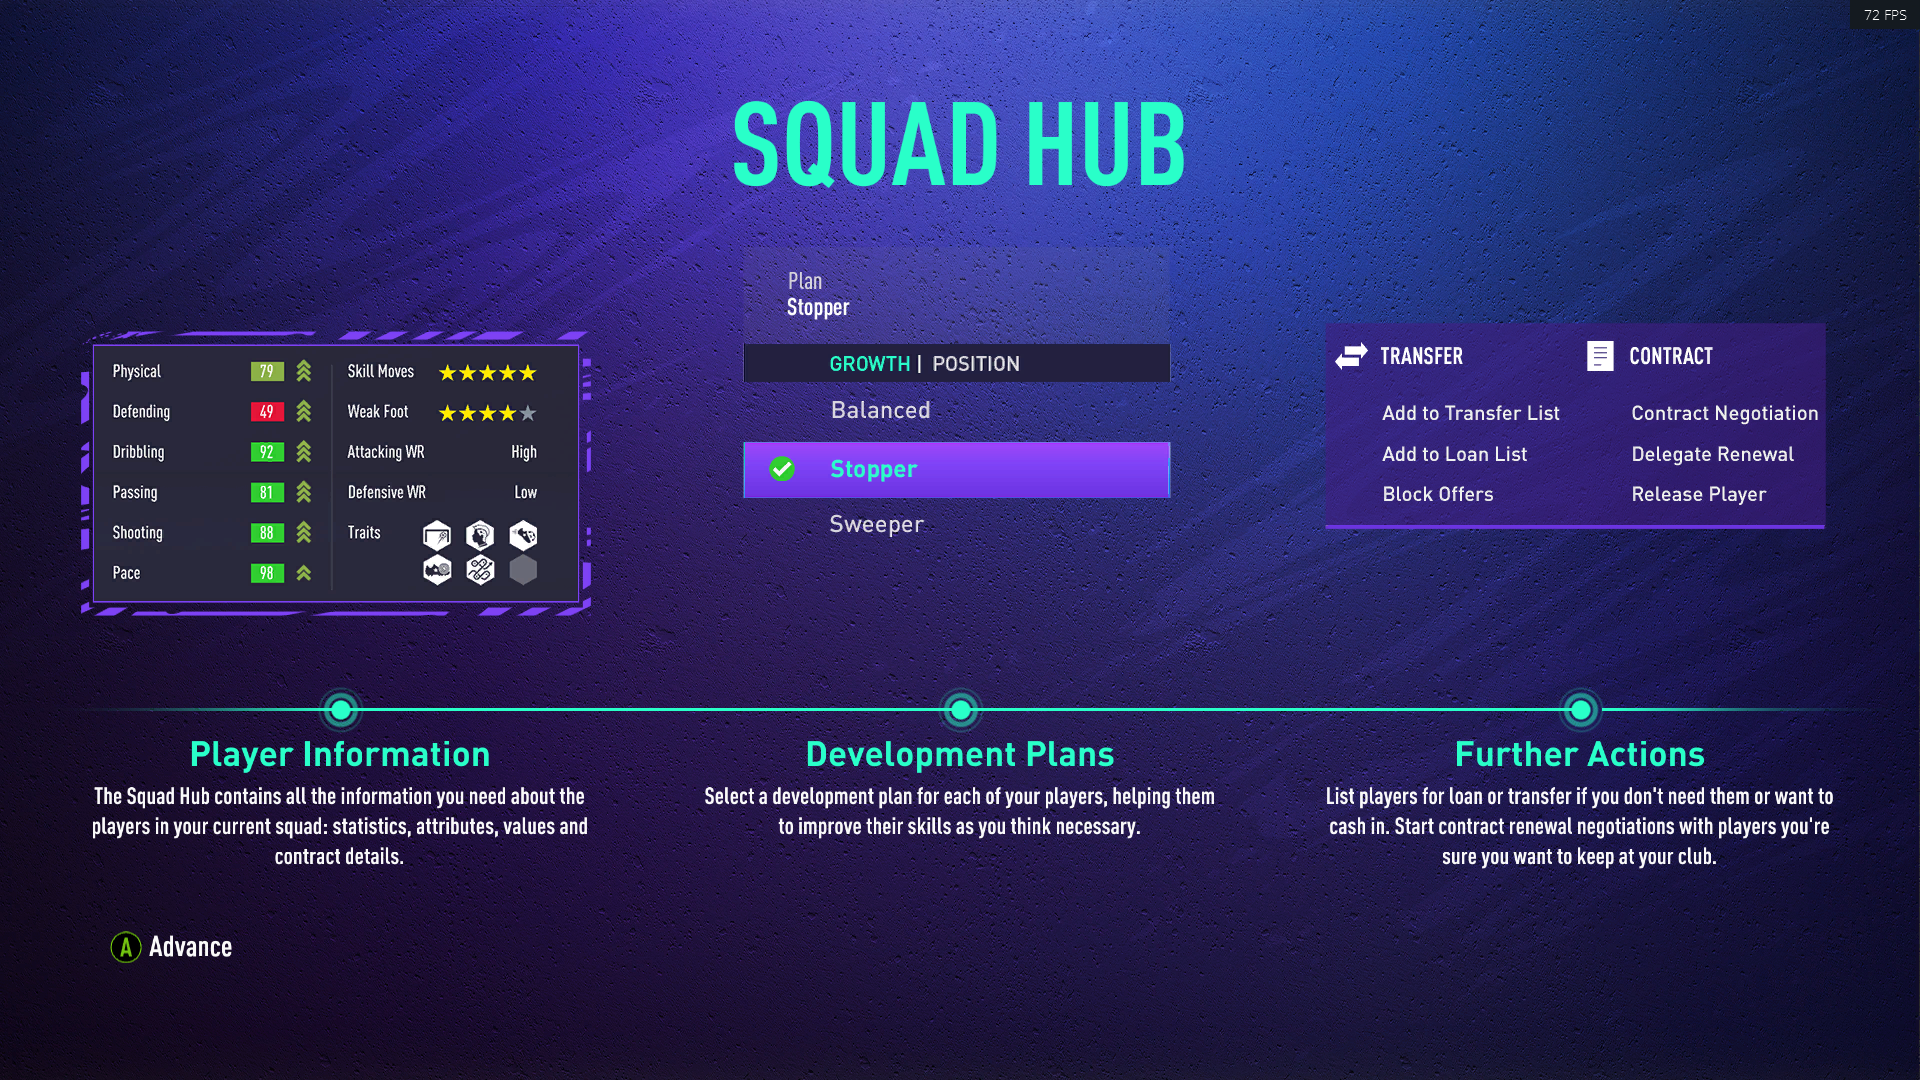 72 FPS
SQUAD HUB
Physical 79
Defending 49
Dribbling 92
Passing 81
Shooting 88
Pace 98
Skill Moves
Weak Foot
Attacking WR High
Defensive WR Low
Traits
Plan
Stopper
GROWTH | POSITION
Balanced
Stopper
Sweeper
TRANSFER
Add to Transfer List
Add to Loan List
Block Offers
CONTRACT
Contract Negotiation
Delegate Renewal
Release Player
Player Information
The Squad Hub contains all the information you need about the
players in your current squad: statistics, attributes, values and
contract details.
Development Plans
Select a development plan for each of your players, helping them
to improve their skills as you think necessary.
Further Actions
List players for loan or transfer if you don't need them or want to
cash in. Start contract renewal negotiations with players you're
sure you want to keep at your club.
A Advance